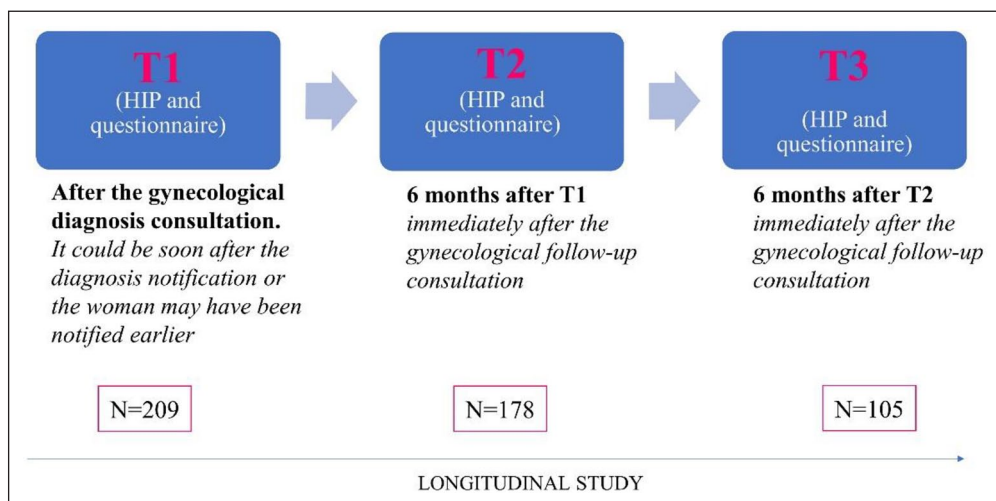 T1
(HIP and
questionnaire)
After the gynecological
diagnosis consultation.
It could be soon after the
diagnosis notification or
the woman may have been
notified earlier
N=209
T2
(HIP and
questionnaire)
6 months after T1
immediately after the
gynecological follow-up
consultation
N=178
T3
(HIP and
questionnaire)
6 months after T2
immediately after the
gynecological follow-up
consultation
N=105
LONGITUDINAL STUDY